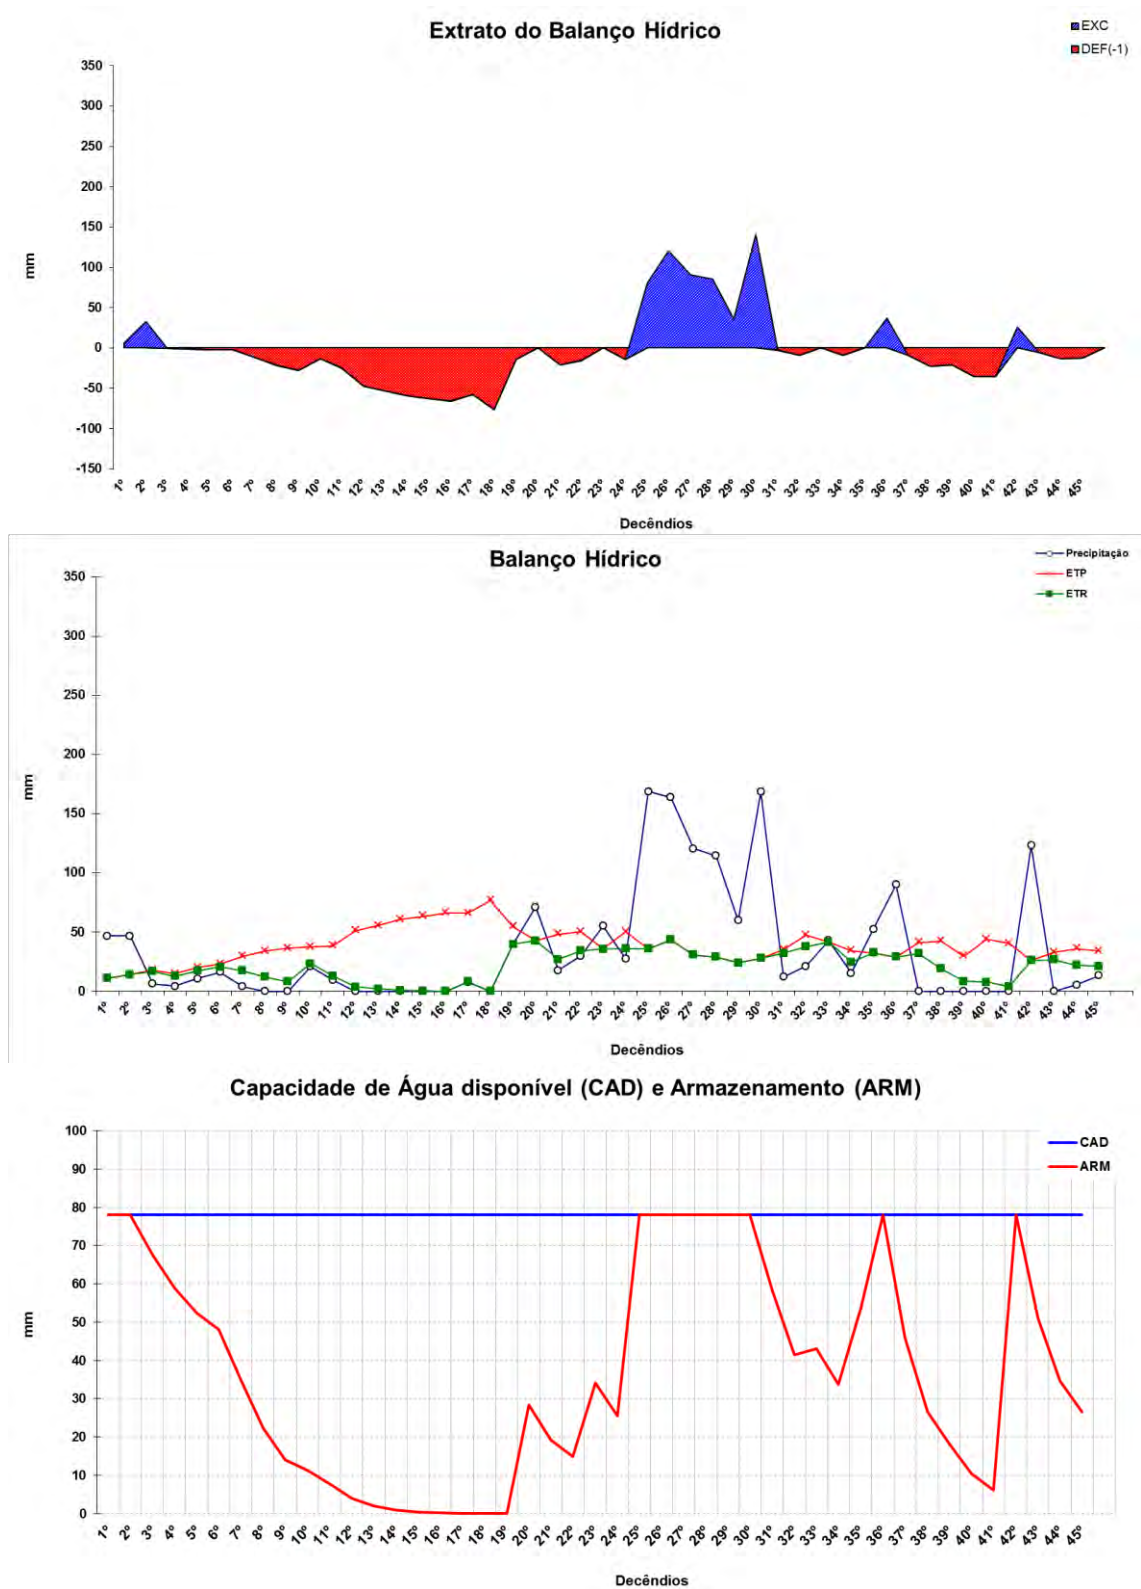 Extrato do Balanço Hídrico
EXC
DEF(-1)
350
300
250
200
150
100
50
0
-50
-100
-150
mm
1º 2º 3º 4º 5º 6º 7º 8º 9º 10º 11º 12º 13º 14º 15º 16º 17º 18º 19º 20º 21º 22º 23º 24º 25º 26º 27º 28º 29º 30º 31º 32º 33º 34º 35º 36º 37º 38º 39º 40º 41º 42º 43º 44º 45º
Decêndios
Balanço Hídrico
Precipitação
ETP
ETR
350
300
250
200
150
100
50
0
mm
1º 2º 3º 4º 5º 6º 7º 8º 9º 10º 11º 12º 13º 14º 15º 16º 17º 18º 19º 20º 21º 22º 23º 24º 25º 26º 27º 28º 29º 30º 31º 32º 33º 34º 35º 36º 37º 38º 39º 40º 41º 42º 43º 44º 45º
Decêndios
Capacidade de Água disponível (CAD) e Armazenamento (ARM)
CAD
ARM
100
90
80
70
60
50
40
30
20
10
0
mm
1º 2º 3º 4º 5º 6º 7º 8º 9º 10º 11º 12º 13º 14º 15º 16º 17º 18º 19º 20º 21º 22º 23º 24º 25º 26º 27º 28º 29º 30º 31º 32º 33º 34º 35º 36º 37º 38º 39º 40º 41º 42º 43º 44º 45º
Decêndios